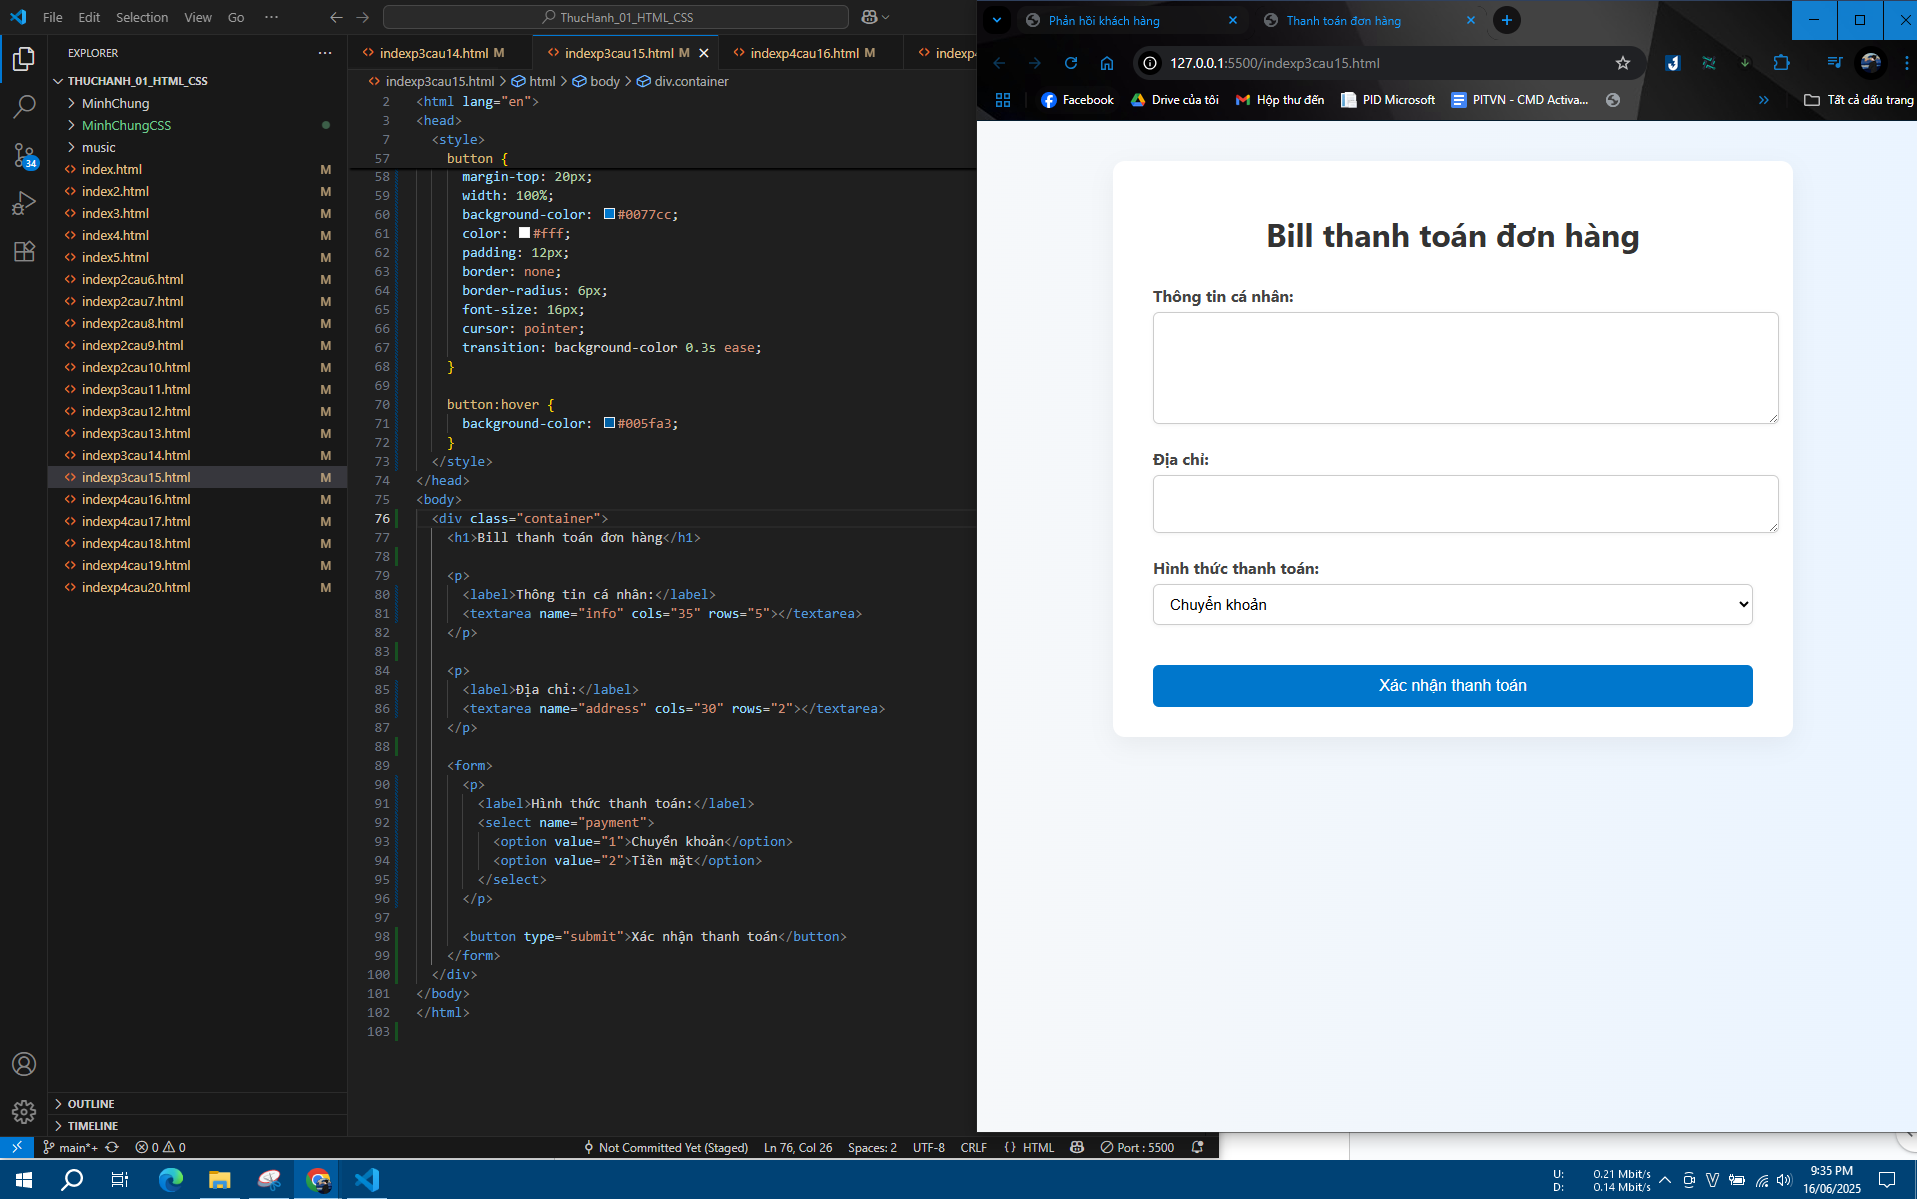 File Edit Selection View Go ···
ThucHanh_01_HTML_CSS
EXPLORER ···
THUCHANH_01_HTML_CSS
MinhChung
MinhChungCSS
music
index.html M
index2.html M
index3.html M
index4.html M
index5.html M
indexp2cau6.html M
indexp2cau7.html M
indexp2cau8.html M
indexp2cau9.html M
indexp2cau10.html M
indexp3cau11.html M
indexp3cau12.html M
indexp3cau13.html M
indexp3cau14.html M
indexp3cau15.html M
indexp4cau16.html M
indexp4cau17.html M
indexp4cau18.html M
indexp4cau19.html M
indexp4cau20.html M
OUTLINE
TIMELINE
34
indexp3cau14.html M indexp3cau15.html M indexp4cau16.html M indexp4
indexp3cau15.html > html > body > div.container
2 <html lang="en">
3 <head>
7 <style>
57 button {
58 margin-top: 20px;
59 width: 100%;
60 background-color: #0077cc;
61 color: #fff;
62 padding: 12px;
63 border: none;
64 border-radius: 6px;
65 font-size: 16px;
66 cursor: pointer;
67 transition: background-color 0.3s ease;
68 }
69
70 button:hover {
71 background-color: #005fa3;
72 }
73 </style>
74 </head>
75 <body>
76 <div class="container">
77 <h1>Bill thanh toán đơn hàng</h1>
78
79 <p>
80 <label>Thông tin cá nhân:</label>
81 <textarea name="info" cols="35" rows="5"></textarea>
82 </p>
83
84 <p>
85 <label>Địa chỉ:</label>
86 <textarea name="address" cols="30" rows="2"></textarea>
87 </p>
88
89 <form>
90 <p>
91 <label>Hình thức thanh toán:</label>
92 <select name="payment">
93 <option value="1">Chuyển khoản</option>
94 <option value="2">Tiền mặt</option>
95 </select>
96 </p>
97
98 <button type="submit">Xác nhận thanh toán</button>
99 </form>
100 </div>
101 </body>
102 </html>
103
main*+ 0 0 Not Committed Yet (Staged) Ln 76, Col 26 Spaces: 2 UTF-8 CRLF {} HTML Port : 5500
Phản hồi khách hàng Thanh toán đơn hàng
127.0.0.1:5500/indexp3cau15.html
Facebook Drive của tôi Hộp thư đến PID Microsoft PITVN - CMD Activa... Tất cả dấu trang
Bill thanh toán đơn hàng
Thông tin cá nhân:
Địa chỉ:
Hình thức thanh toán:
Chuyển khoản
Xác nhận thanh toán
U: 0.21 Mbit/s
D: 0.14 Mbit/s
9:35 PM
16/06/2025